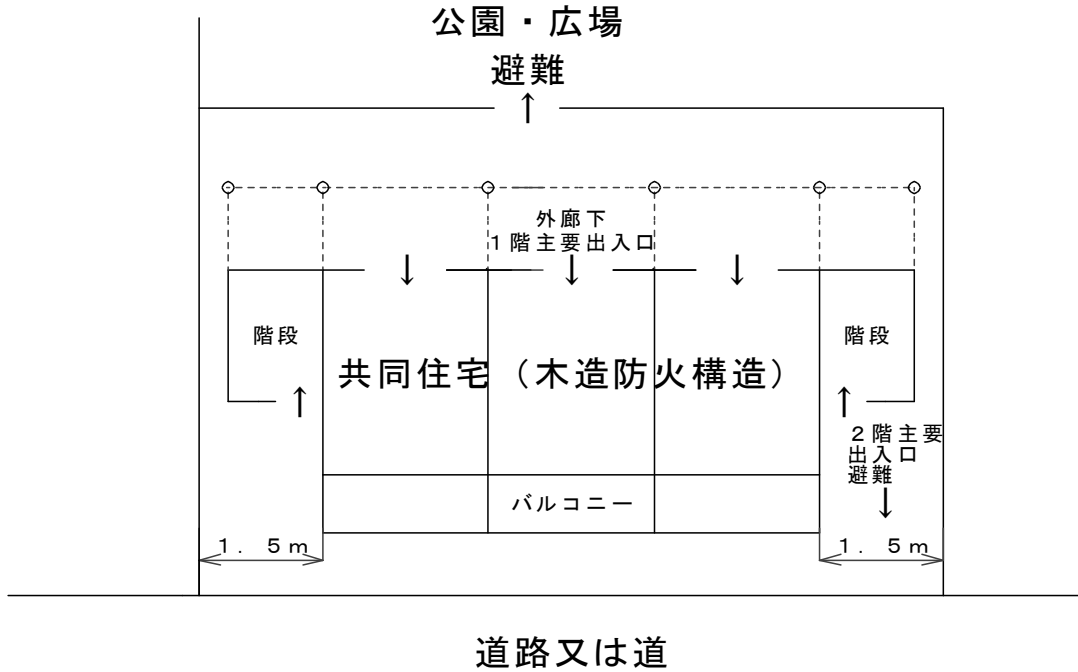 公園・広場
避難
↑
外廊下
1階主要出入口
↓ ↓ ↓
階段
階段
共同住宅（木造防火構造）
↑ ↑
2階主要
出入口
避難
↓
バルコニー
1．5m
1．5m
道路又は道